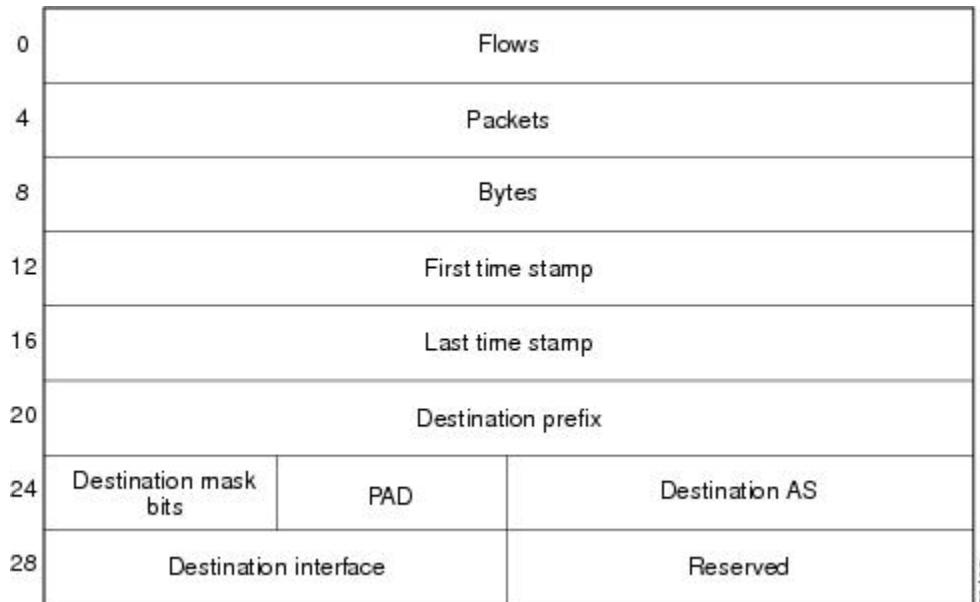 0
Flows
4
Packets
8
Bytes
12
First time stamp
16
Last time stamp
20
Destination prefix
24
Destination mask
bits
PAD
Destination AS
28
Destination interface
Reserved